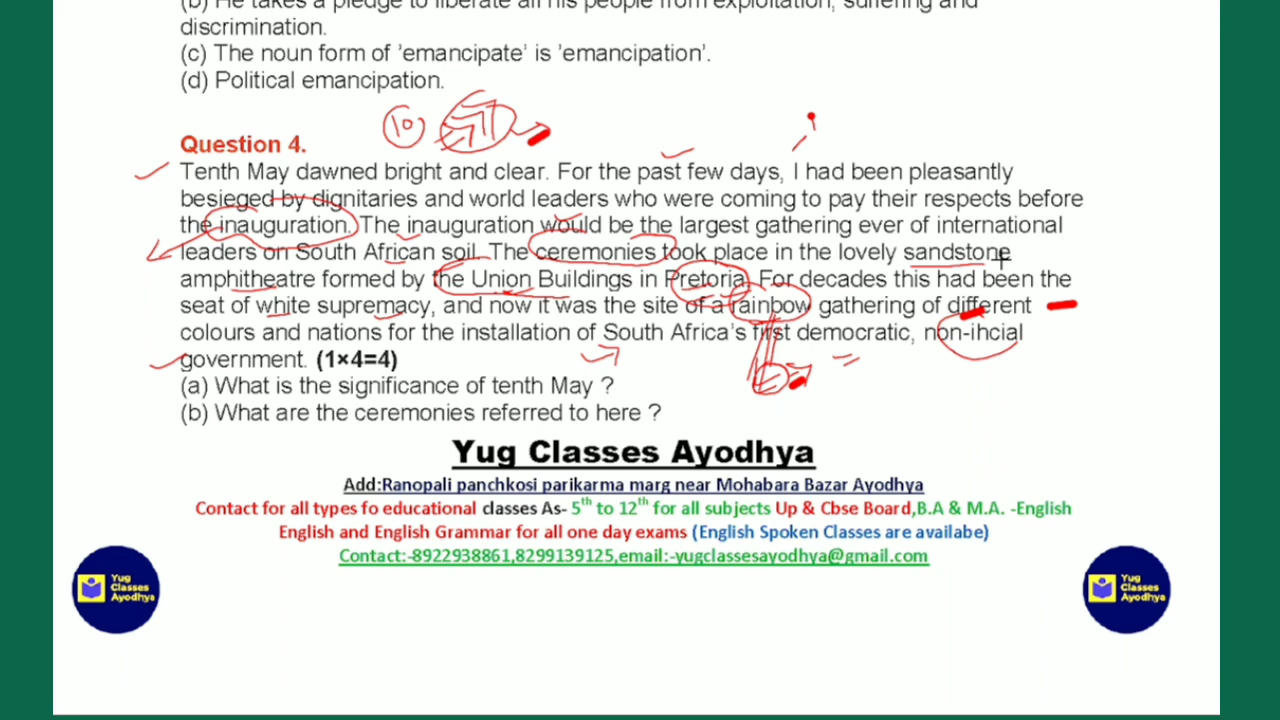 (b) He takes a pledge to liberate all his people from exploitation, suffering and
discrimination.
(c) The noun form of ’emancipate’ is ’emancipation’.
(d) Political emancipation.
10
Question 4.
Tenth May dawned bright and clear. For the past few days, I had been pleasantly
besieged by dignitaries and world leaders who were coming to pay their respects before
the inauguration. The inauguration would be the largest gathering ever of international
leaders on South African soil. The ceremonies took place in the lovely sandstone
amphitheatre formed by the Union Buildings in Pretoria. For decades this had been the
seat of white supremacy, and now it was the site of a rainbow gathering of different
colours and nations for the installation of South Africa’s first democratic, non-ihcial
government. (1×4=4)
(a) What is the significance of tenth May ?
(b) What are the ceremonies referred to here ?
Yug Classes Ayodhya
Add:Ranopali panchkosi parikarma marg near Mohabara Bazar Ayodhya
Contact for all types fo educational classes As- 5th to 12th for all subjects Up & Cbse Board,B.A & M.A. -English
English and English Grammar for all one day exams (English Spoken Classes are availabe)
Contact:-8922938861,8299139125,email:-yugclassesayodhya@gmail.com
Yug Classes Ayodhya
Yug Classes Ayodhya